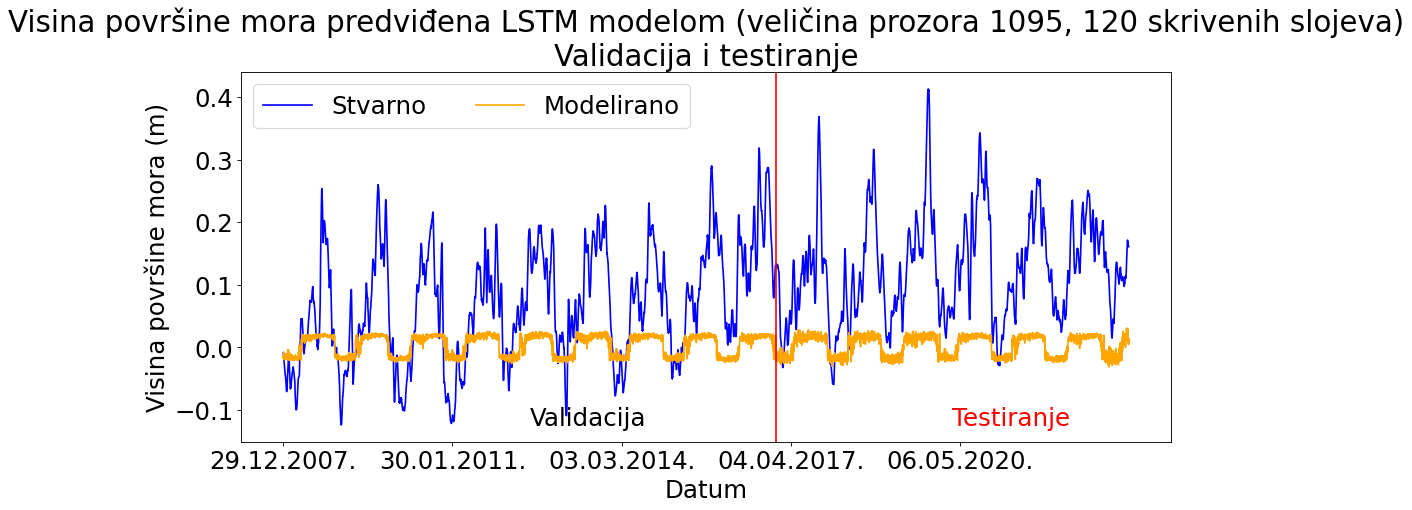 Visina površine mora predviđena LSTM modelom (veličina prozora 1095, 120 skrivenih slojeva)
Validacija i testiranje
Stvarno
Modelirano
Visina površine mora (m)
0.4
0.3
0.2
0.1
0.0
−0.1
Validacija
Testiranje
29.12.2007.
30.01.2011.
03.03.2014.
04.04.2017.
06.05.2020.
Datum